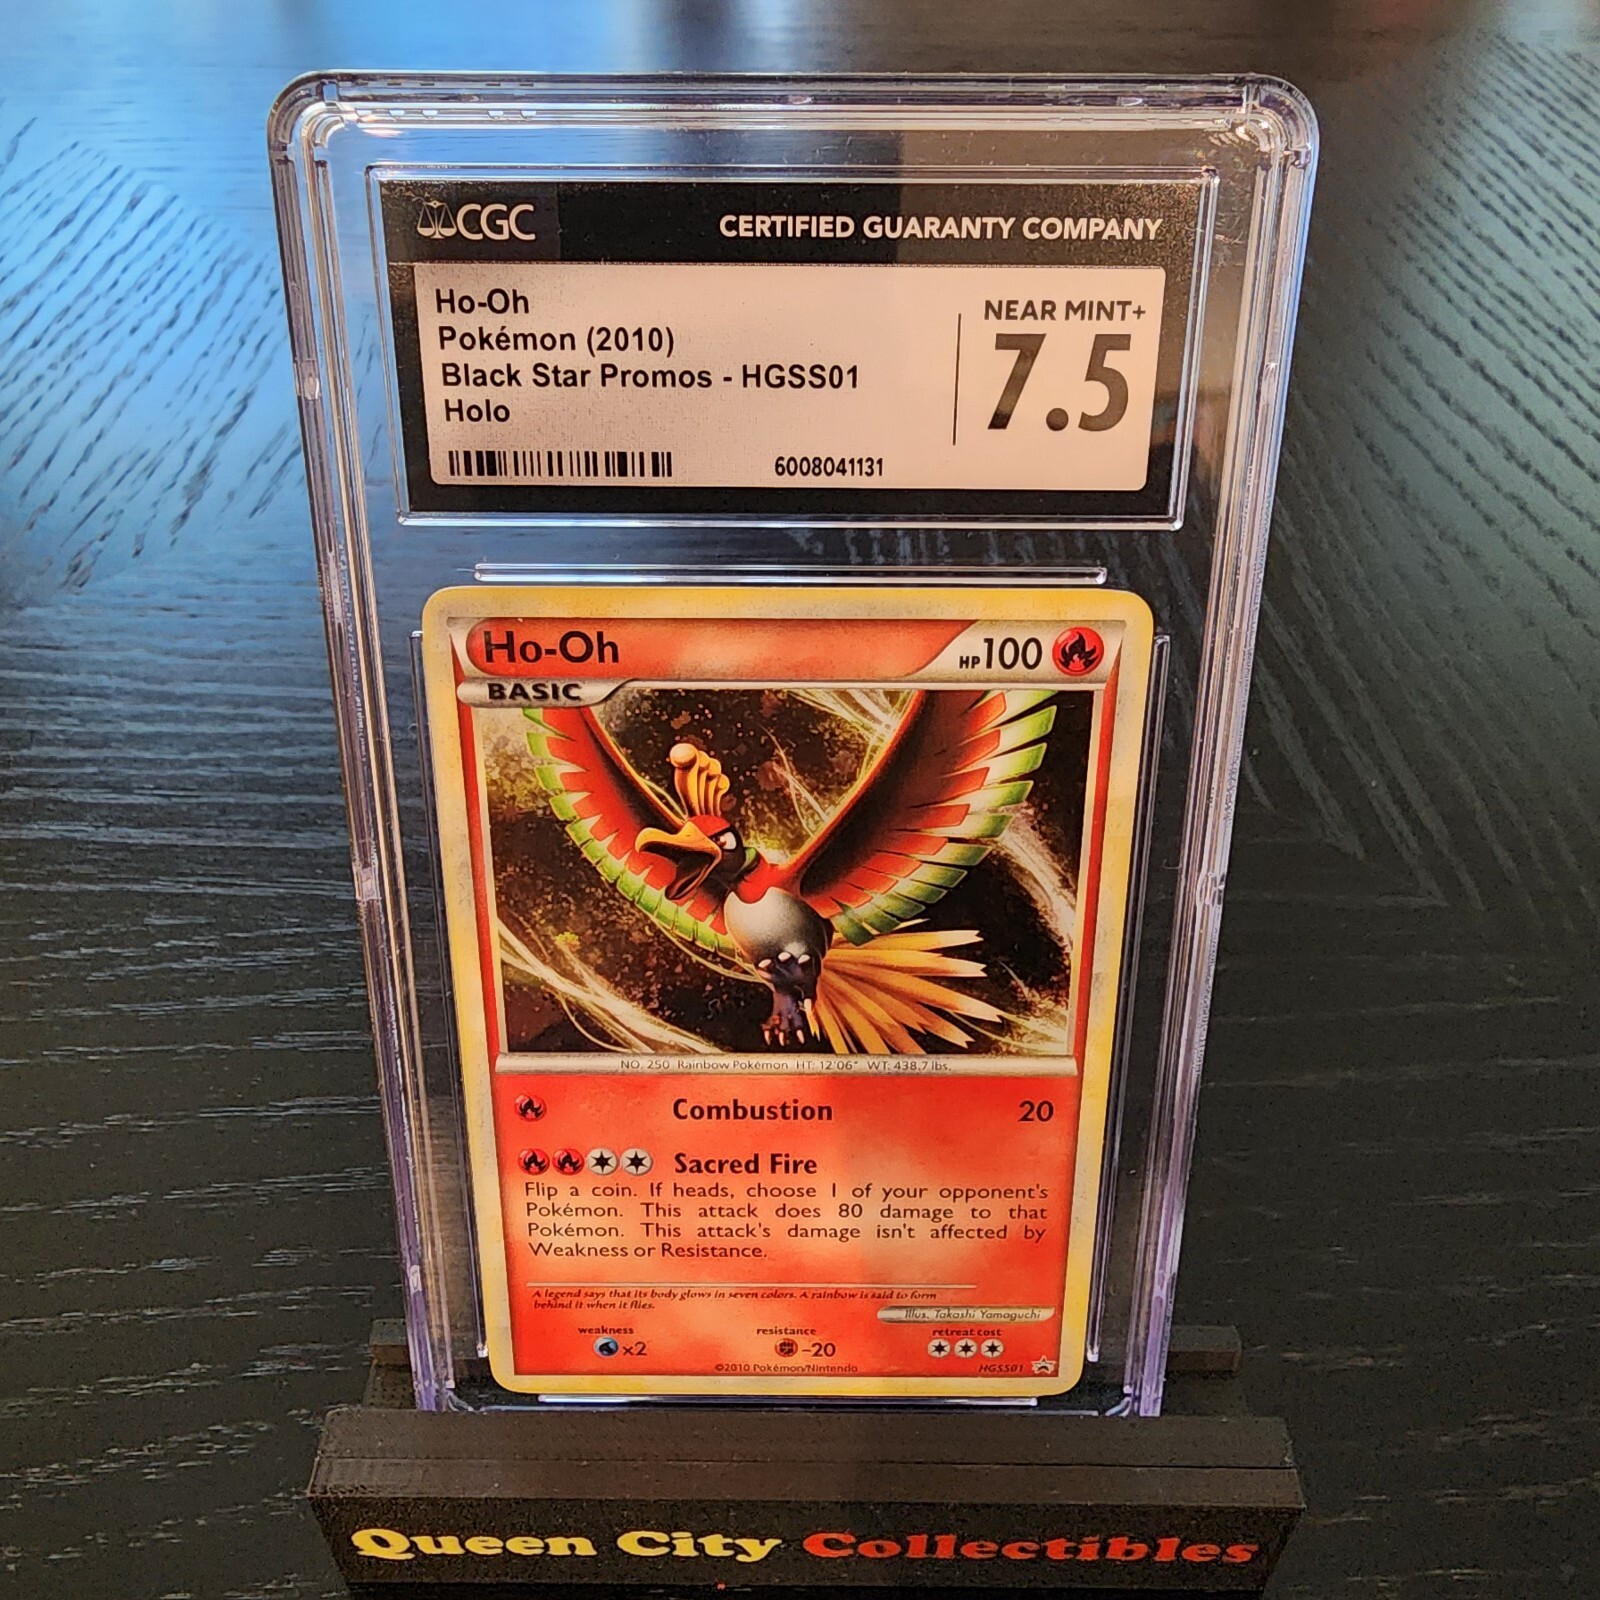 CGC
CERTIFIED GUARANTY COMPANY
Ho-Oh
Pokémon (2010)
Black Star Promos - HGSS01
Holo
NEAR MINT+
7.5
6008041131
Ho-Oh
HP100
BASIC
NO. 250 Rainbow Pokémon HT: 12'06" WT: 438.7 lbs.
Combustion 20
Sacred Fire
Flip a coin. If heads, choose 1 of your opponent's
Pokémon. This attack does 80 damage to that
Pokémon. This attack's damage isn't affected by
Weakness or Resistance.
A legend says that its body glows in seven colors. A rainbow is said to form
behind it when it flies.
Illus. Takashi Yamaguchi
weakness resistance retreat cost
x2 -20
©2010 Pokémon/Nintendo HGSS01
Queen City Collectibles